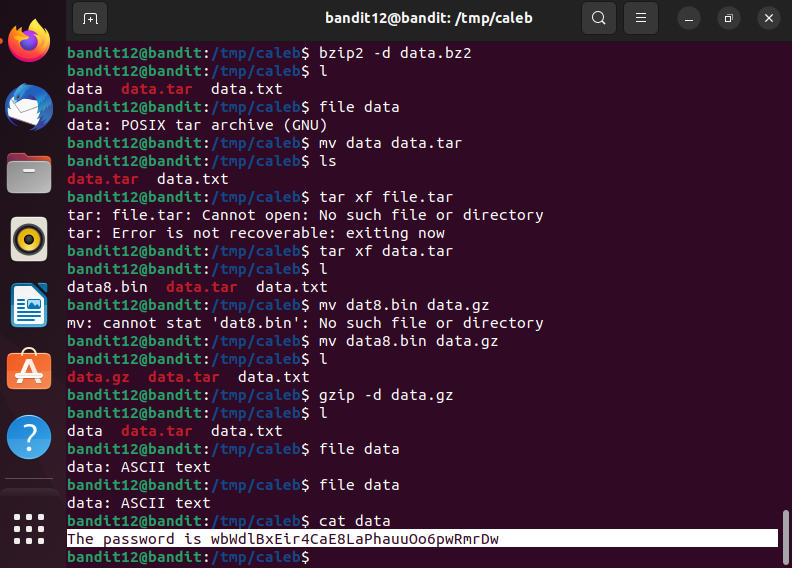 bandit12@bandit: /tmp/caleb
bandit12@bandit:/tmp/caleb$ bzip2 -d data.bz2
bandit12@bandit:/tmp/caleb$ l
data  data.tar  data.txt
bandit12@bandit:/tmp/caleb$ file data
data: POSIX tar archive (GNU)
bandit12@bandit:/tmp/caleb$ mv data data.tar
bandit12@bandit:/tmp/caleb$ ls
data.tar  data.txt
bandit12@bandit:/tmp/caleb$ tar xf file.tar
tar: file.tar: Cannot open: No such file or directory
tar: Error is not recoverable: exiting now
bandit12@bandit:/tmp/caleb$ tar xf data.tar
bandit12@bandit:/tmp/caleb$ l
data8.bin  data.tar  data.txt
bandit12@bandit:/tmp/caleb$ mv dat8.bin data.gz
mv: cannot stat 'dat8.bin': No such file or directory
bandit12@bandit:/tmp/caleb$ mv data8.bin data.gz
bandit12@bandit:/tmp/caleb$ l
data.gz  data.tar  data.txt
bandit12@bandit:/tmp/caleb$ gzip -d data.gz
bandit12@bandit:/tmp/caleb$ l
data  data.tar  data.txt
bandit12@bandit:/tmp/caleb$ file data
data: ASCII text
bandit12@bandit:/tmp/caleb$ file data
data: ASCII text
bandit12@bandit:/tmp/caleb$ cat data
The password is wbWdlBxEir4CaE8LaPhauuOo6pwRmrDw
bandit12@bandit:/tmp/caleb$